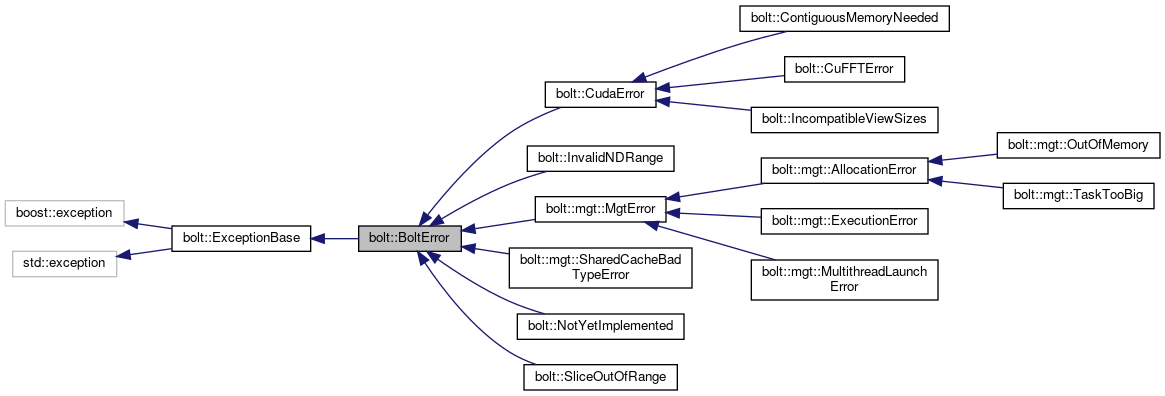 boost::exception
std::exception
bolt::ExceptionBase
bolt::BoltError
bolt::CudaError
bolt::InvalidNDRange
bolt::mgt::MgtError
bolt::mgt::SharedCacheBad
TypeError
bolt::NotYetImplemented
bolt::SliceOutOfRange
bolt::ContiguousMemoryNeeded
bolt::CuFFTError
bolt::IncompatibleViewSizes
bolt::mgt::AllocationError
bolt::mgt::ExecutionError
bolt::mgt::MultithreadLaunch
Error
bolt::mgt::OutOfMemory
bolt::mgt::TaskTooBig